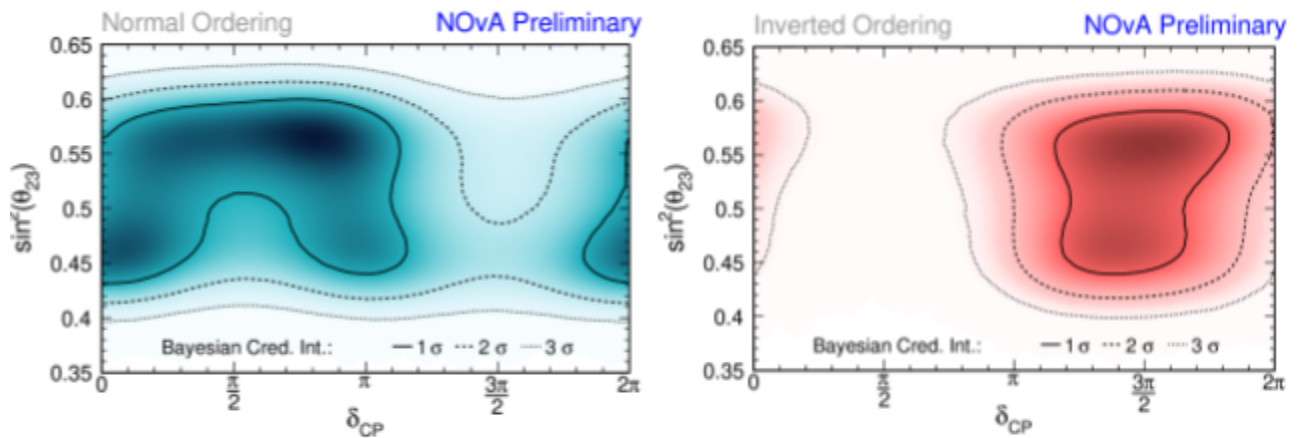 Normal Ordering NOvA Preliminary
0.65
0.6
0.55
0.5
0.45
0.4
0.35
sin²(θ₂₃)
Bayesian Cred. Int.: 1 σ 2 σ 3 σ
0 π/2 π 3π/2 2π
δCP
Inverted Ordering NOvA Preliminary
0.65
0.6
0.55
0.5
0.45
0.4
0.35
sin²(θ₂₃)
Bayesian Cred. Int.: 1 σ 2 σ 3 σ
0 π/2 π 3π/2 2π
δCP